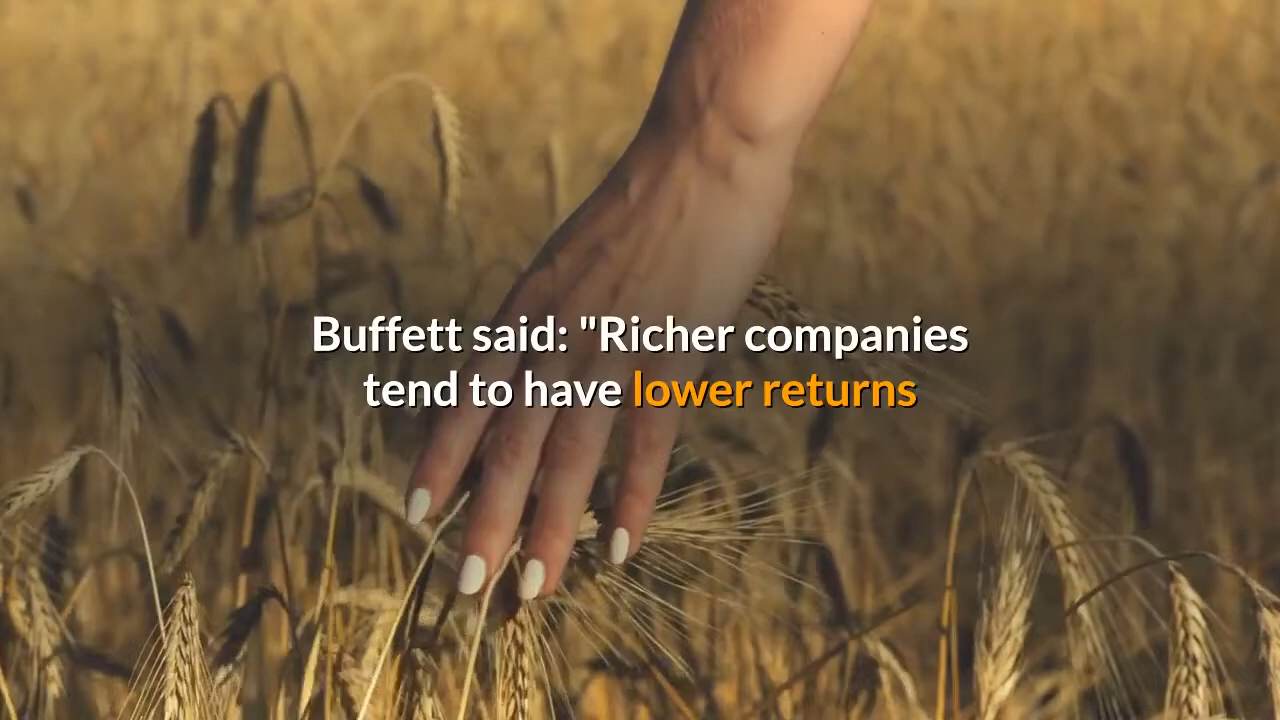 Buffett said: "Richer companies
tend to have lower returns